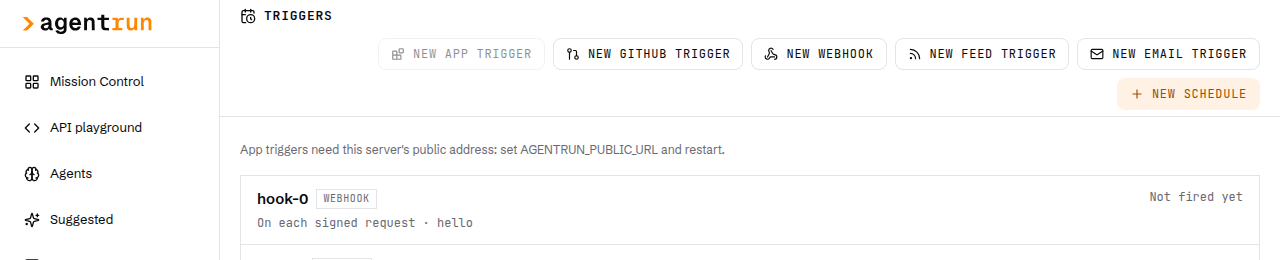 agentrun
TRIGGERS
NEW APP TRIGGER
NEW GITHUB TRIGGER
NEW WEBHOOK
NEW FEED TRIGGER
NEW EMAIL TRIGGER
NEW SCHEDULE
Mission Control
API playground
Agents
Suggested
App triggers need this server's public address: set AGENTRUN_PUBLIC_URL and restart.
hook-0 WEBHOOK
Not fired yet
On each signed request · hello